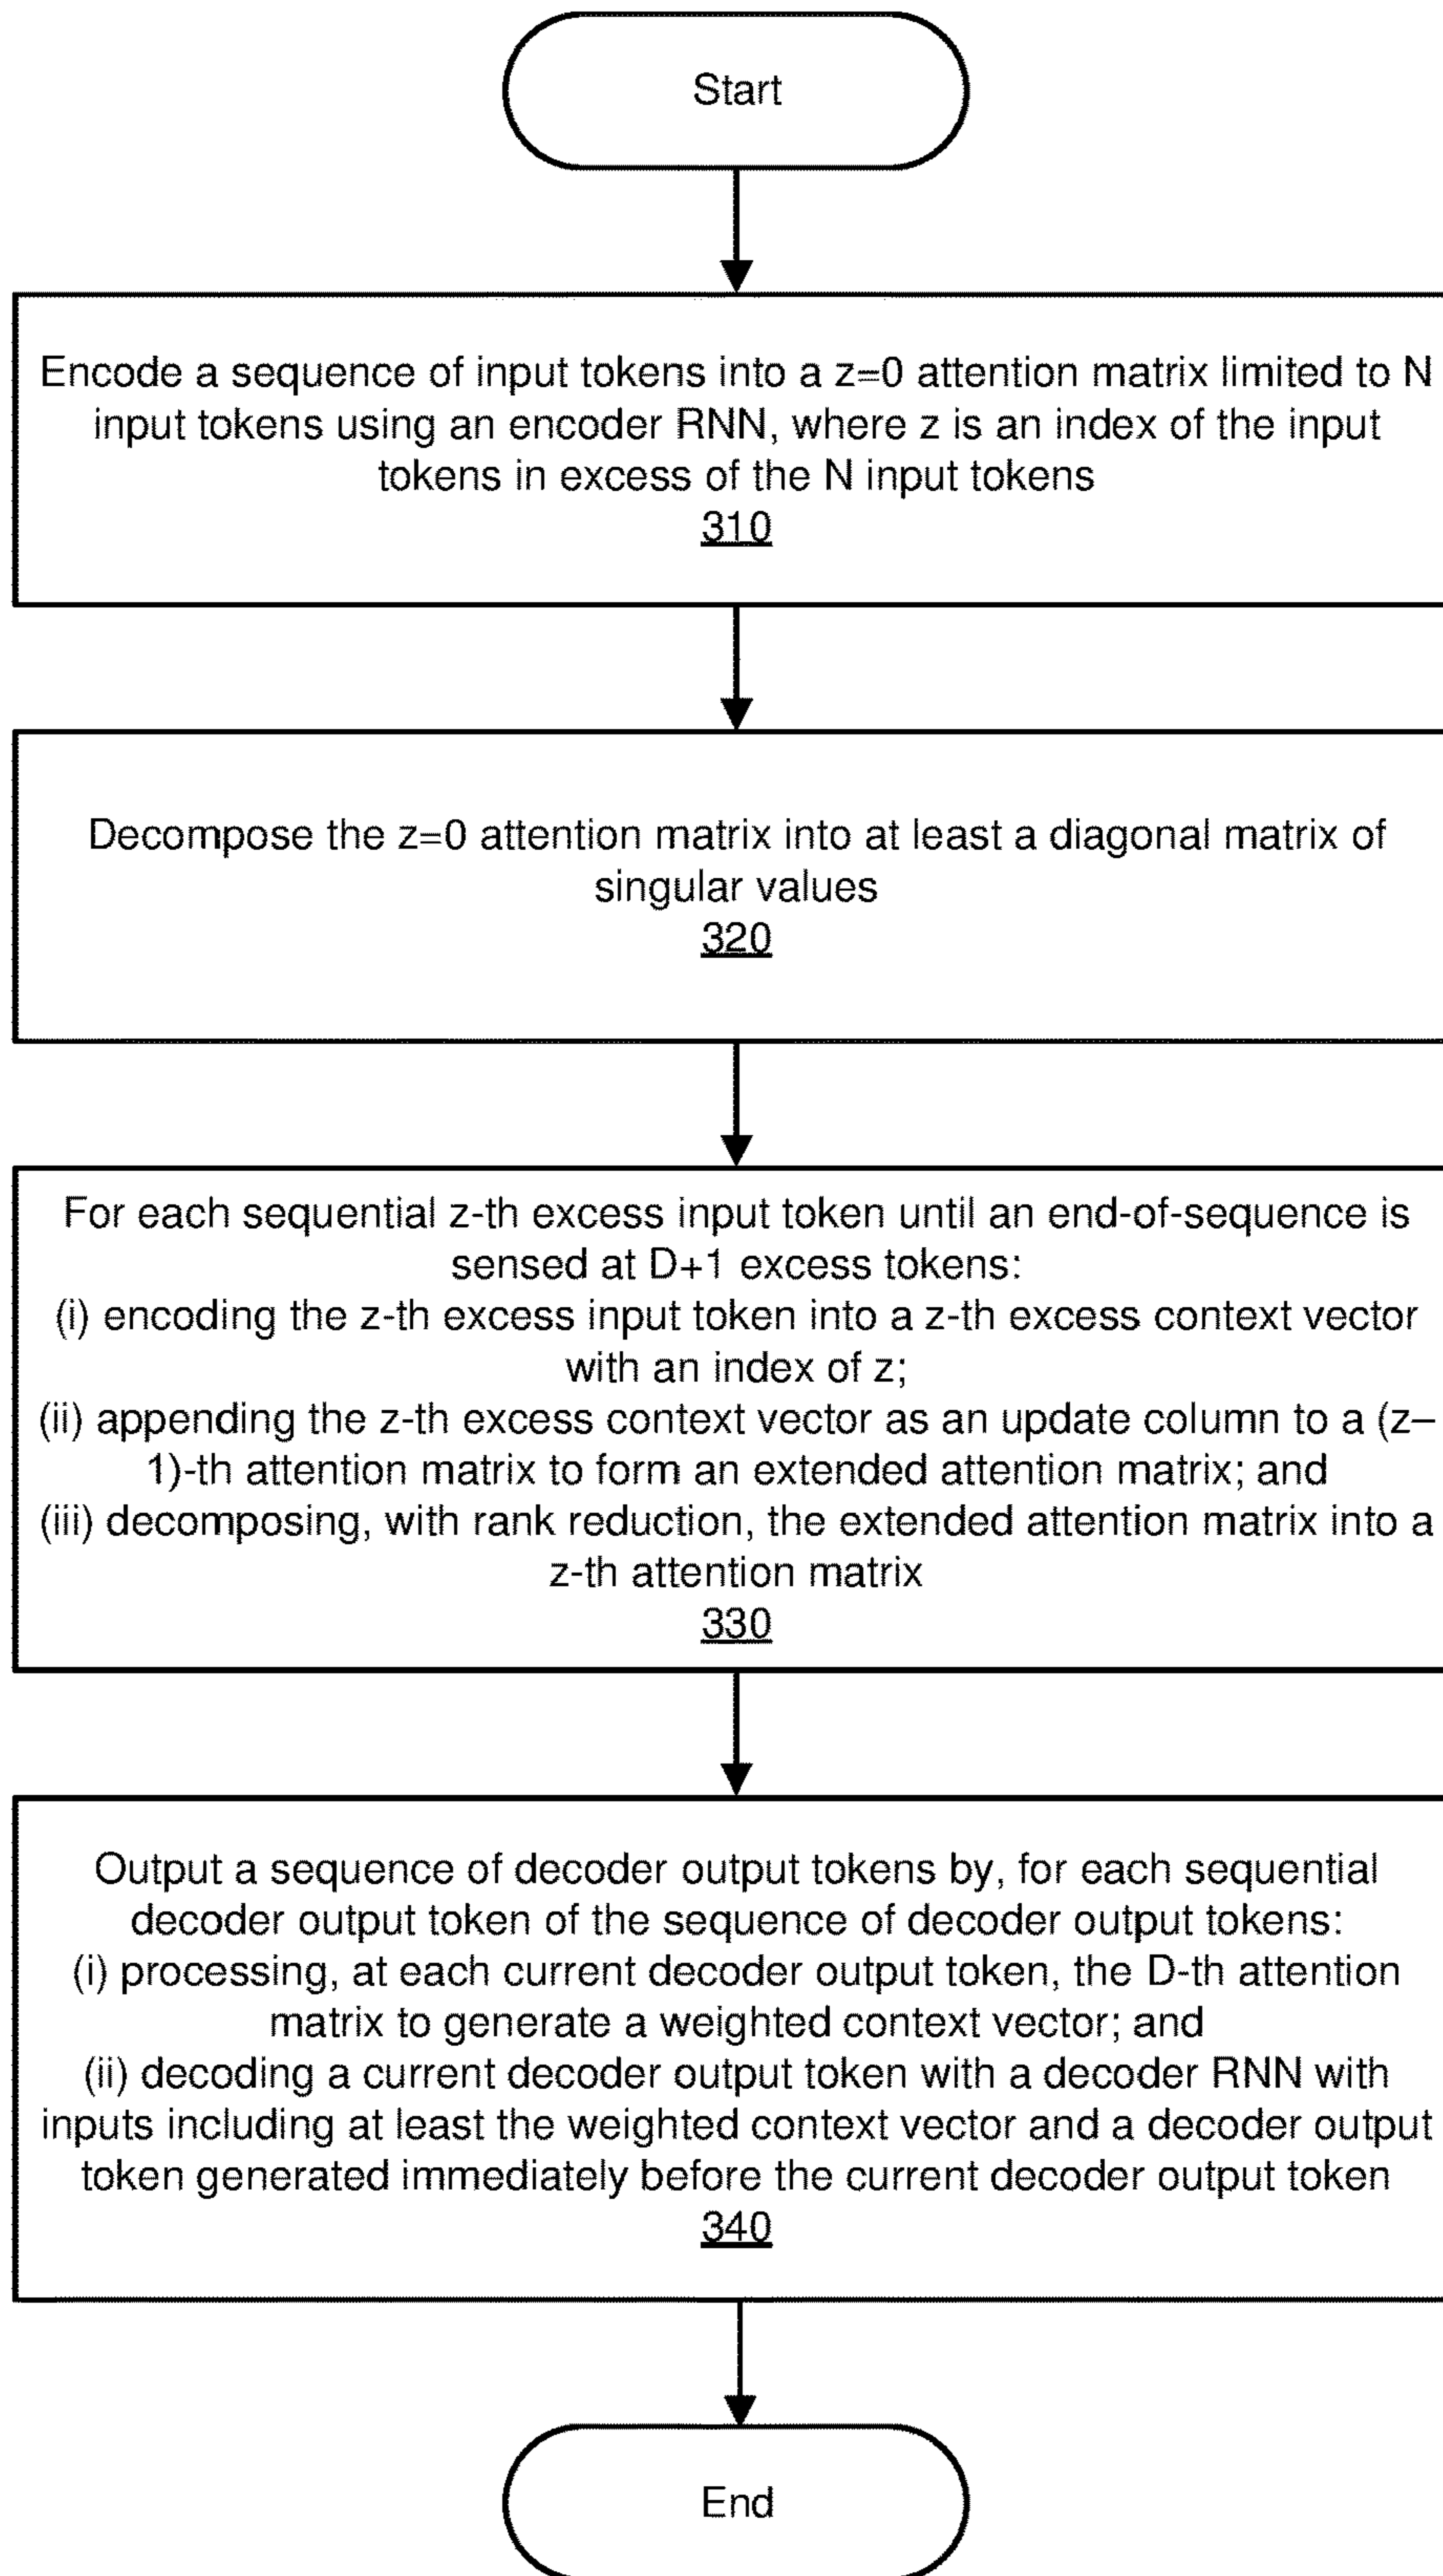 Start
Encode a sequence of input tokens into a z=0 attention matrix limited to N
input tokens using an encoder RNN, where z is an index of the input
tokens in excess of the N input tokens
310
Decompose the z=0 attention matrix into at least a diagonal matrix of
singular values
320
For each sequential z-th excess input token until an end-of-sequence is
sensed at D+1 excess tokens:
(i) encoding the z-th excess input token into a z-th excess context vector
with an index of z;
(ii) appending the z-th excess context vector as an update column to a (z–
1)-th attention matrix to form an extended attention matrix; and
(iii) decomposing, with rank reduction, the extended attention matrix into a
z-th attention matrix
330
Output a sequence of decoder output tokens by, for each sequential
decoder output token of the sequence of decoder output tokens:
(i) processing, at each current decoder output token, the D-th attention
matrix to generate a weighted context vector; and
(ii) decoding a current decoder output token with a decoder RNN with
inputs including at least the weighted context vector and a decoder output
token generated immediately before the current decoder output token
340
End